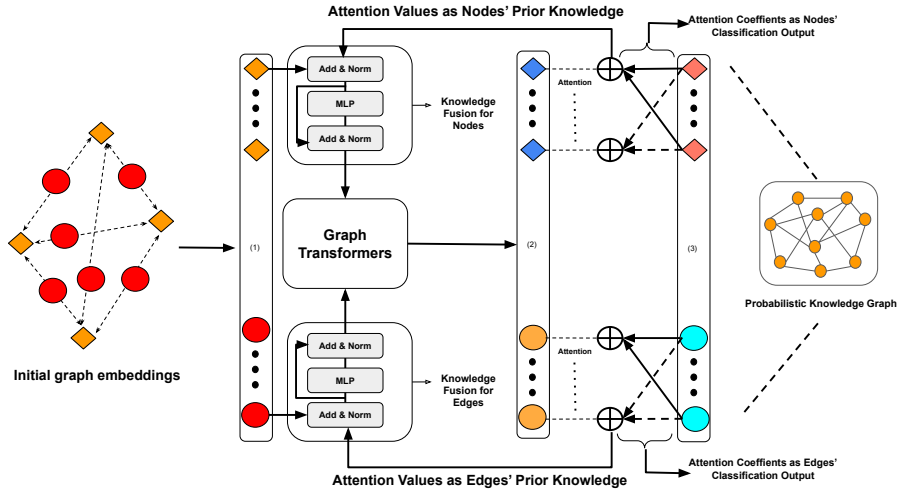 Attention Values as Nodes' Prior Knowledge
Attention Coeffients as Nodes'
Classification Output
Add & Norm
MLP
Add & Norm
Knowledge
Fusion for
Nodes
Attention
Graph
Transformers
(1)
(2)
(3)
Probabilistic Knowledge Graph
Initial graph embeddings
Add & Norm
MLP
Add & Norm
Knowledge
Fusion for
Edges
Attention
Attention Coeffients as Edges'
Classification Output
Attention Values as Edges' Prior Knowledge